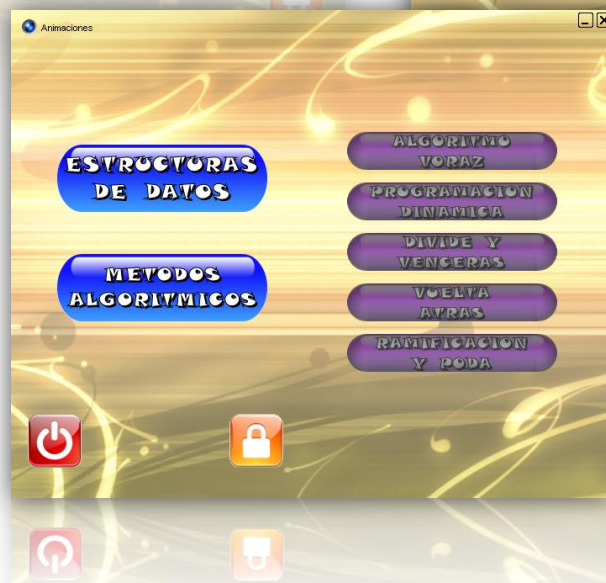 Animaciones
ESTRUCTURAS
DE DATOS
METODOS
ALGORITMICOS
ALGORITMO
VORAZ
PROGRAMACION
DINAMICA
DIVIDE Y
VENCERAS
VUELTA
ATRAS
RAMIFICACION
Y PODA